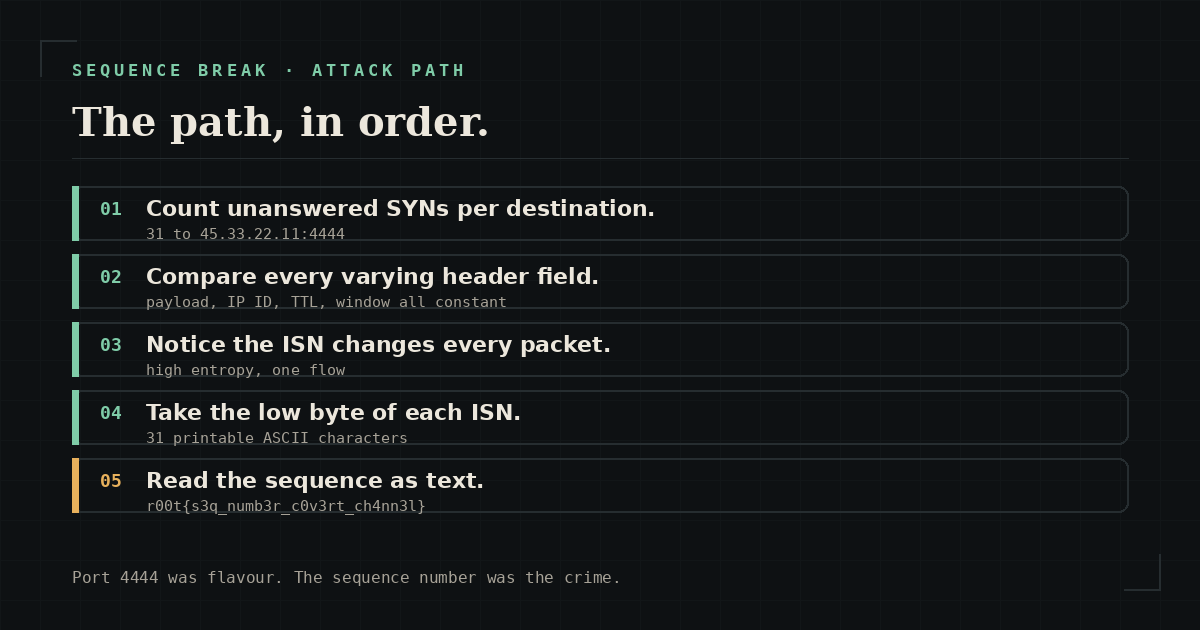 SEQUENCE BREAK · ATTACK PATH
The path, in order.
01 Count unanswered SYNs per destination.
31 to 45.33.22.11:4444
02 Compare every varying header field.
payload, IP ID, TTL, window all constant
03 Notice the ISN changes every packet.
high entropy, one flow
04 Take the low byte of each ISN.
31 printable ASCII characters
05 Read the sequence as text.
r00t{s3q_numb3r_c0v3rt_ch4nn3l}
Port 4444 was flavour. The sequence number was the crime.